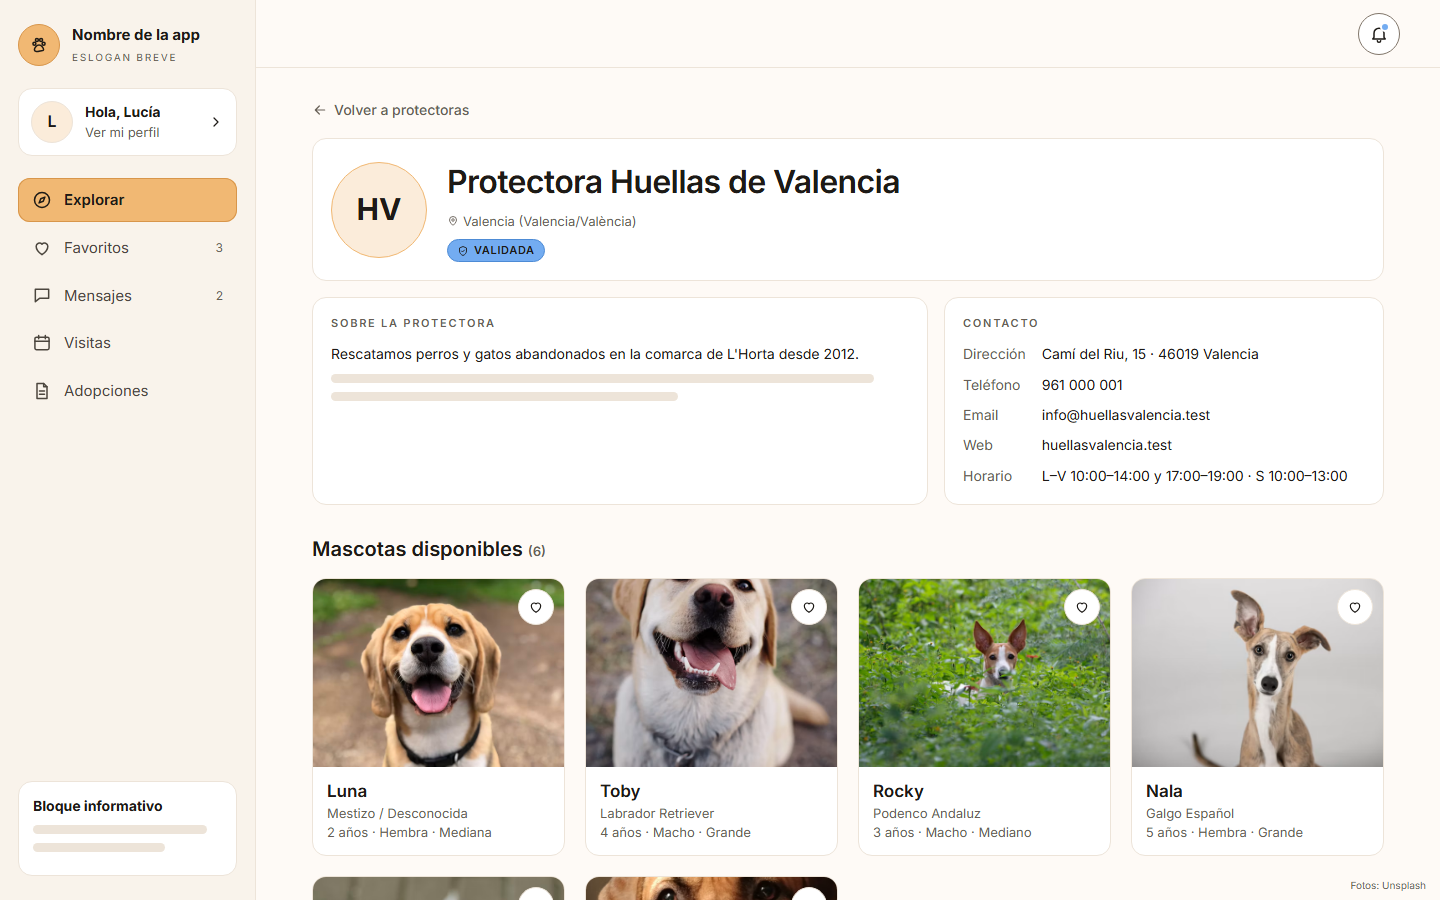 Nombre de la app
ESLOGAN BREVE
L
Hola, Lucía
Ver mi perfil
Explorar
Favoritos 3
Mensajes 2
Visitas
Adopciones
Bloque informativo
Volver a protectoras
HV
Protectora Huellas de Valencia
Valencia (Valencia/València)
VALIDADA
SOBRE LA PROTECTORA
Rescatamos perros y gatos abandonados en la comarca de L'Horta desde 2012.
CONTACTO
Dirección Camí del Riu, 15 · 46019 Valencia
Teléfono 961 000 001
Email info@huellasvalencia.test
Web huellasvalencia.test
Horario L–V 10:00–14:00 y 17:00–19:00 · S 10:00–13:00
Mascotas disponibles (6)
Luna
Mestizo / Desconocida
2 años · Hembra · Mediana
Toby
Labrador Retriever
4 años · Macho · Grande
Rocky
Podenco Andaluz
3 años · Macho · Mediano
Nala
Galgo Español
5 años · Hembra · Grande
Fotos: Unsplash